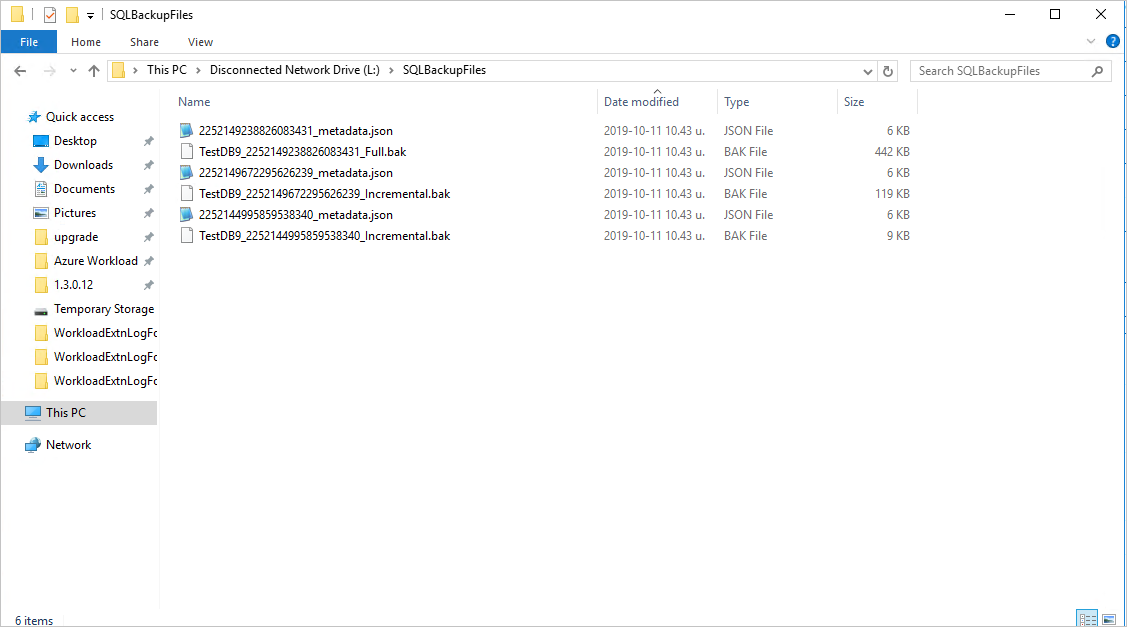 SQLBackupFiles
File Home Share View
This PC Disconnected Network Drive (L:) SQLBackupFiles Search SQLBackupFiles
Name Date modified Type Size
Quick access
Desktop
Downloads
Documents
Pictures
upgrade
Azure Workload
1.3.0.12
Temporary Storage
WorkloadExtnLogFo
WorkloadExtnLogFo
WorkloadExtnLogFo
This PC
Network
2252149238826083431_metadata.json 2019-10-11 10.43 u. JSON File 6 KB
TestDB9_2252149238826083431_Full.bak 2019-10-11 10.43 u. BAK File 442 KB
2252149672295626239_metadata.json 2019-10-11 10.43 u. JSON File 6 KB
TestDB9_2252149672295626239_Incremental.bak 2019-10-11 10.43 u. BAK File 119 KB
2252144995859538340_metadata.json 2019-10-11 10.43 u. JSON File 6 KB
TestDB9_2252144995859538340_Incremental.bak 2019-10-11 10.43 u. BAK File 9 KB
6 items